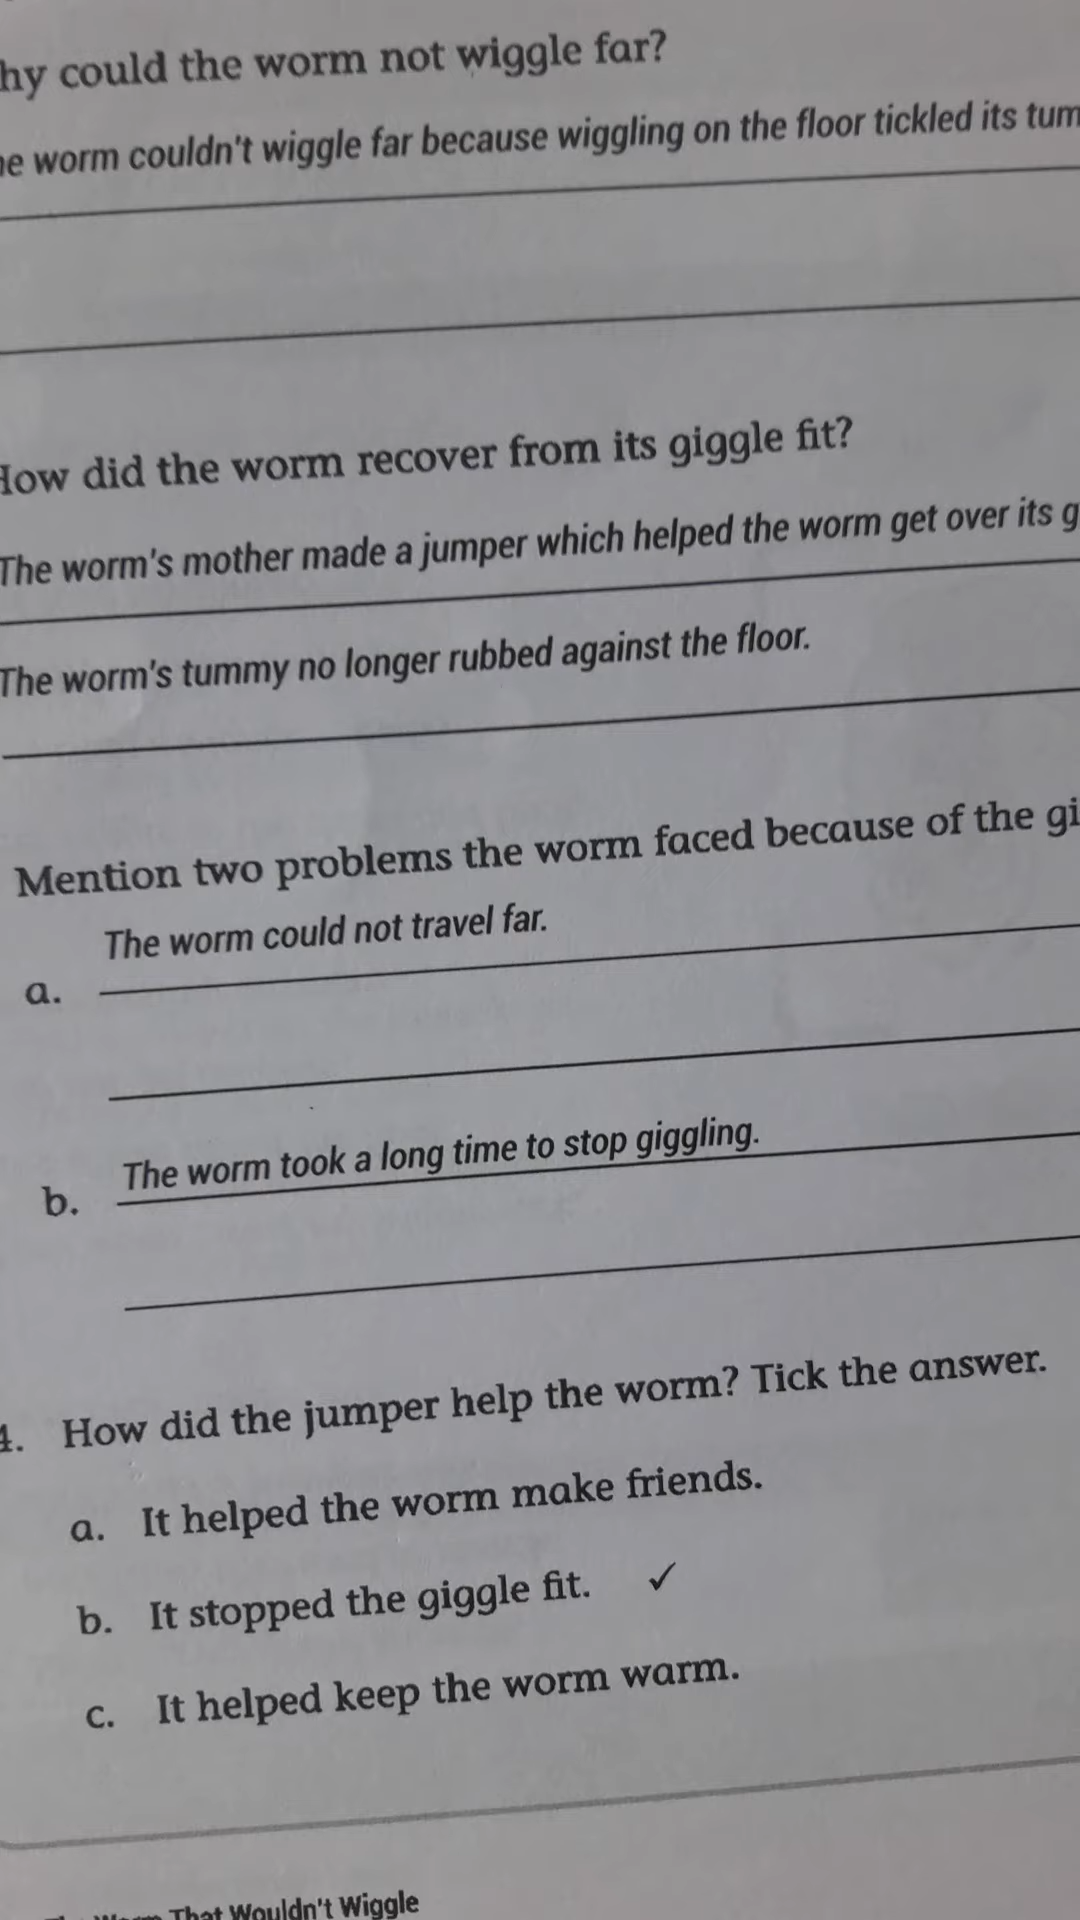 hy could the worm not wiggle far?
e worm couldn't wiggle far because wiggling on the floor tickled its tum
How did the worm recover from its giggle fit?
The worm's mother made a jumper which helped the worm get over its g
The worm's tummy no longer rubbed against the floor.
Mention two problems the worm faced because of the gi
The worm could not travel far.
a.
The worm took a long time to stop giggling.
b.
4. How did the jumper help the worm? Tick the answer.
a. It helped the worm make friends.
b. It stopped the giggle fit. ✓
c. It helped keep the worm warm.
Worm That Wouldn't Wiggle